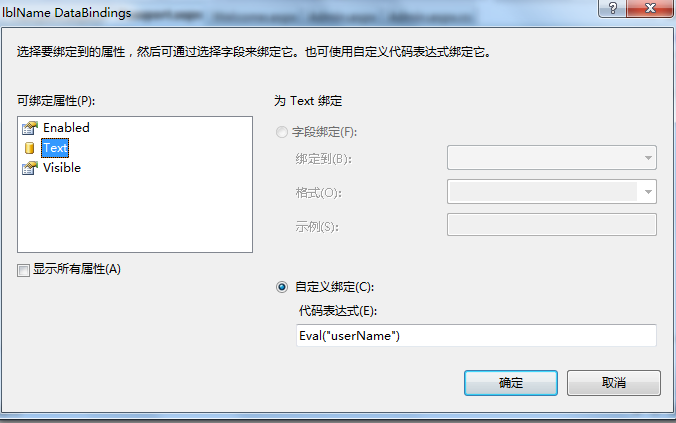 lblName DataBindings
选择要绑定到的属性，然后可通过选择字段来绑定它。也可使用自定义代码表达式绑定它。
可绑定属性(P):
Enabled
Text
Visible
显示所有属性(A)
为 Text 绑定
字段绑定(F):
绑定到(B):
格式(O):
示例(S):
自定义绑定(C):
代码表达式(E):
Eval("userName")
确定
取消